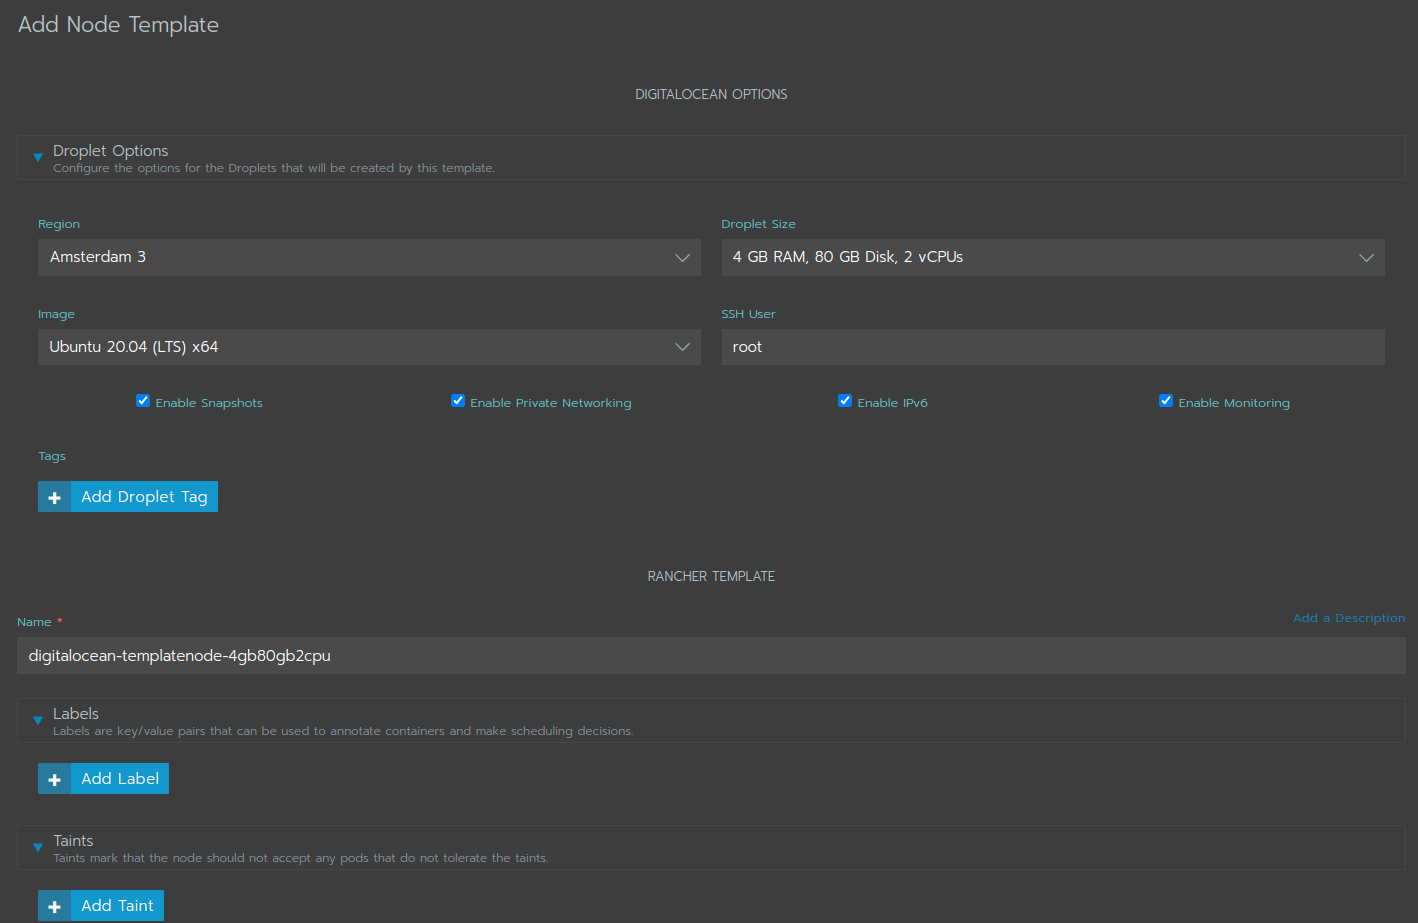 Add Node Template
DIGITALOCEAN OPTIONS
Droplet Options
Configure the options for the Droplets that will be created by this template.
Region
Droplet Size
Amsterdam 3
4 GB RAM, 80 GB Disk, 2 vCPUs
Image
SSH User
Ubuntu 20.04 (LTS) x64
root
Enable Snapshots
Enable Private Networking
Enable IPv6
Enable Monitoring
Tags
+ Add Droplet Tag
RANCHER TEMPLATE
Name *
Add a Description
digitalocean-templatenode-4gb80gb2cpu
Labels
Labels are key/value pairs that can be used to annotate containers and make scheduling decisions.
+ Add Label
Taints
Taints mark that the node should not accept any pods that do not tolerate the taints.
+ Add Taint